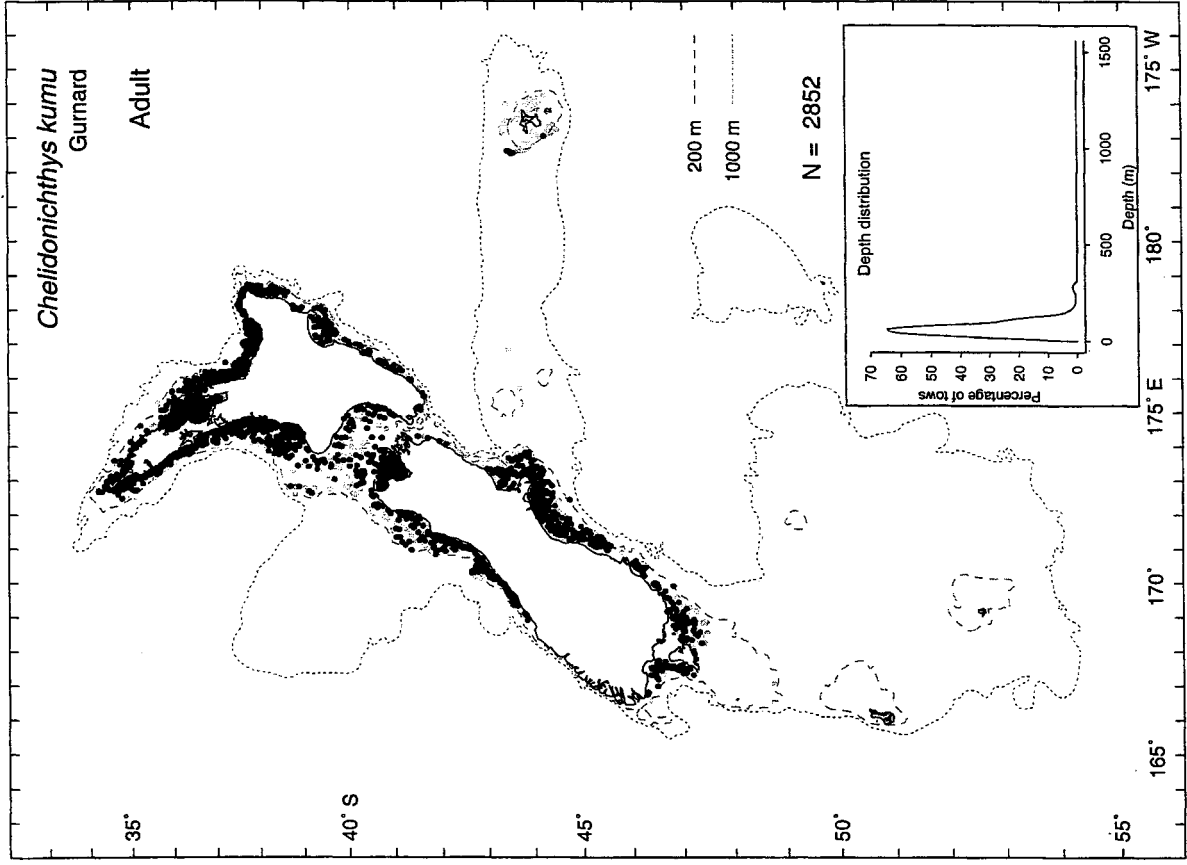 Chelidonichthys kumu
Gurnard
Adult
35°
40° S
45°
50°
55°
165°
170°
175° E
180°
175° W
200 m
1000 m
N = 2852
Depth distribution
Percentage of tows
70
60
50
40
30
20
10
0
0
500
1000
1500
Depth (m)